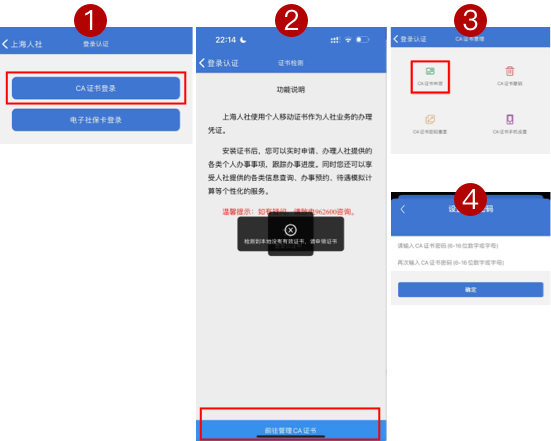 1
上海人社
登录认证
CA证书登录
电子社保卡登录
2
22:14
登录认证
证书检测
功能说明
上海人社使用个人移动证书作为人社业务的办理
凭证。
安装证书后，您可以实时申请、办理人社提供的
各类个人办事事项，跟踪办事进度。同时您还可以享
受人社提供的各类信息查询、办事预约、待遇模拟计
算等个性化的服务。
温馨提示：如有疑问，请致电962600咨询。
检测到本地没有有效证书，请申领证书
前往管理CA证书
3
登录认证
CA证书管理
CA证书申领
CA证书解锁
CA证书密码重置
CA证书手机设置
4
请输入CA证书密码(6-16位数字或字母)
再次输入CA证书密码(6-16位数字或字母)
确定